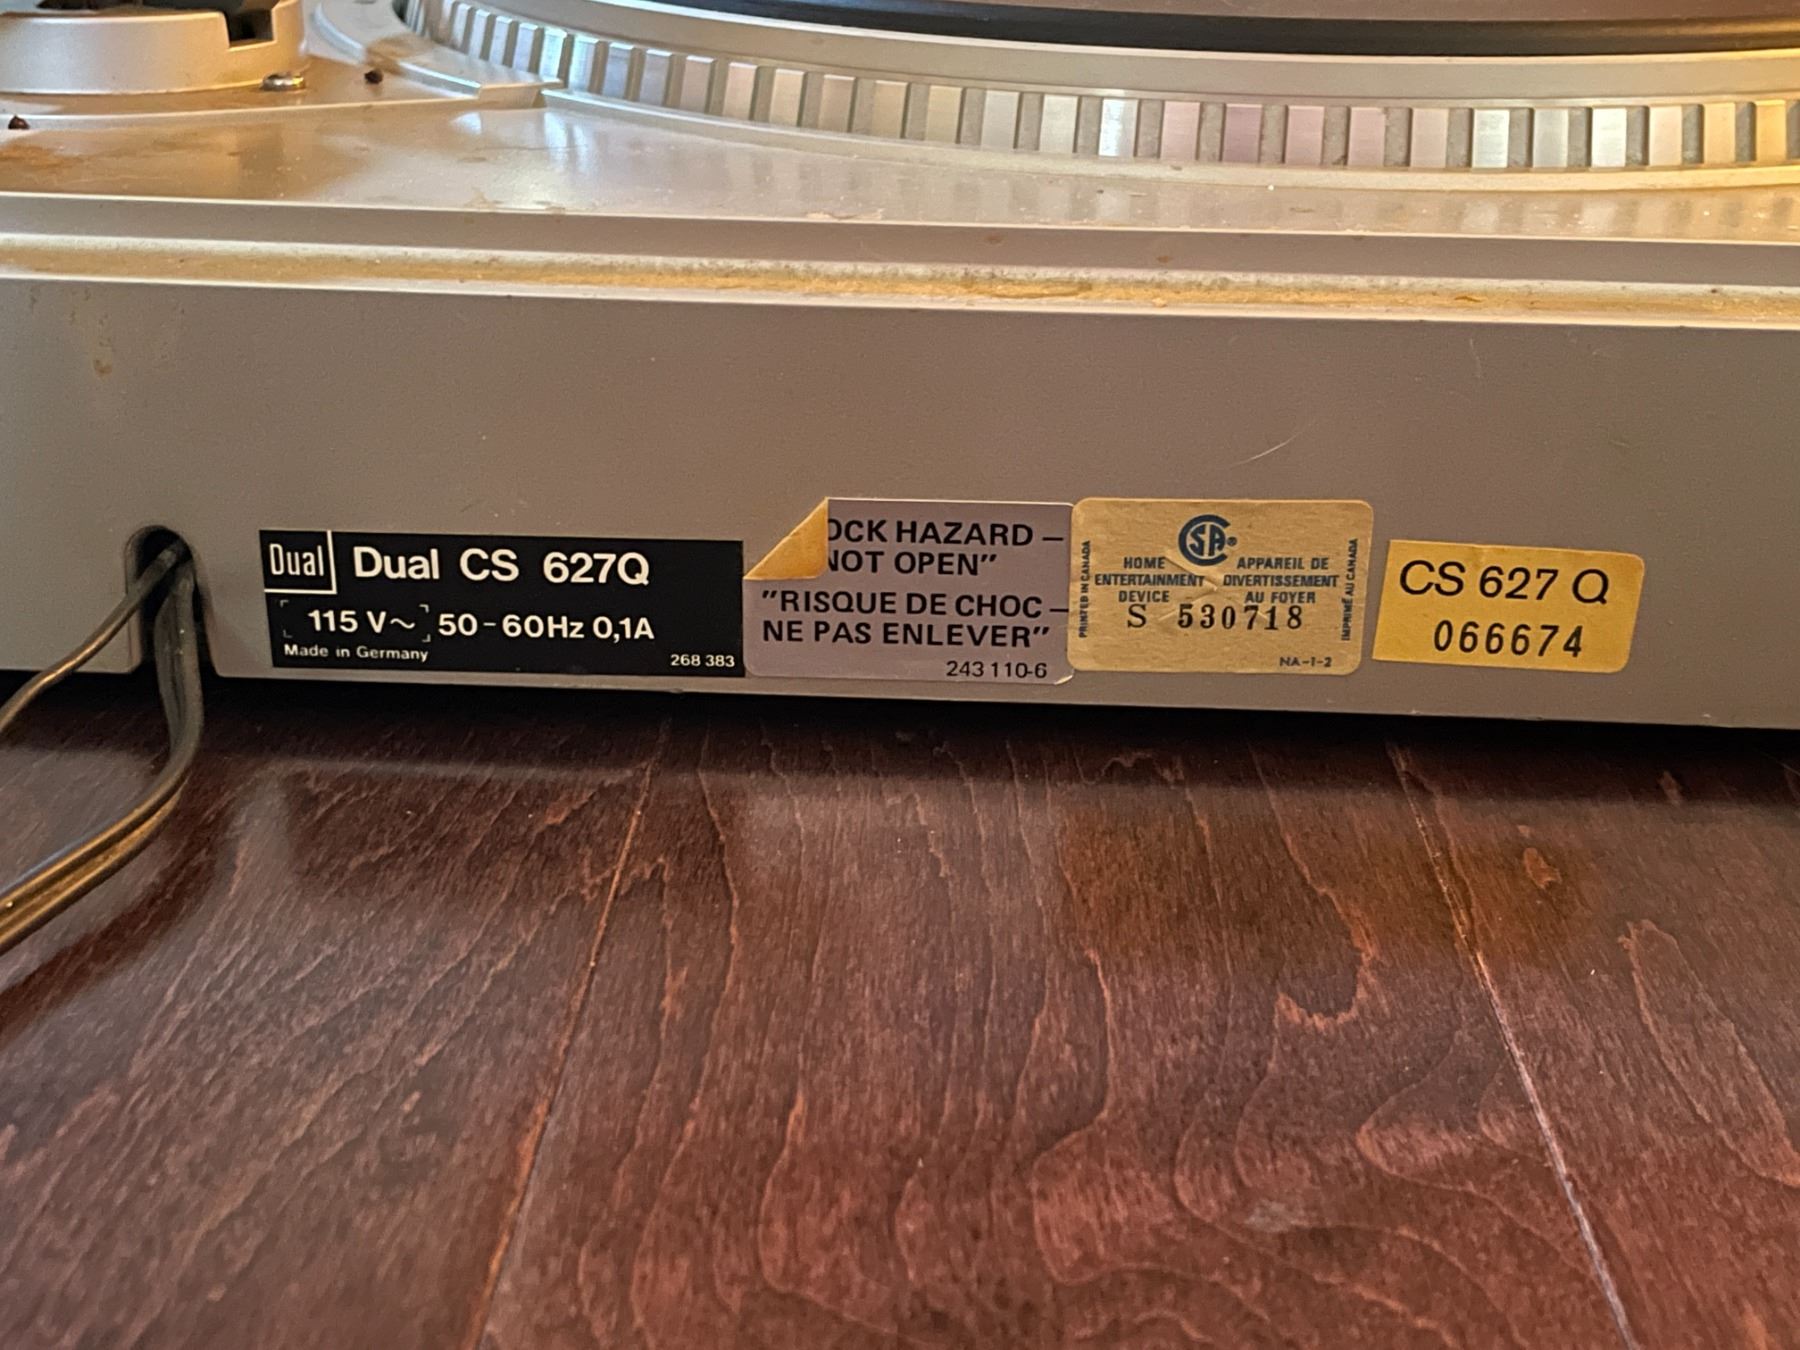 Dual
Dual CS 627Q
115 V~ 50-60Hz 0,1A
Made in Germany
268 383
HAZARD –
OPEN"
"RISQUE DE CHOC –
NE PAS ENLEVER"
243 110-6
PRINTED IN CANADA
CSA
HOME
ENTERTAINMENT
DEVICE
APPAREIL DE
DIVERTISSEMENT
AU FOYER
S 530718
NA-1-2
IMPRIMÉ AU CANADA
CS 627 Q
066674